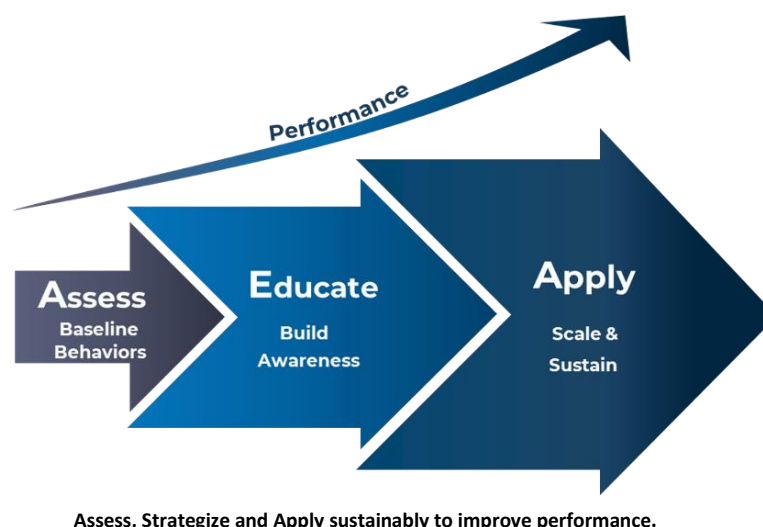 Performance
Assess
Baseline
Behaviors
Educate
Build
Awareness
Apply
Scale &
Sustain
Assess, Strategize and Apply sustainably to improve performance.